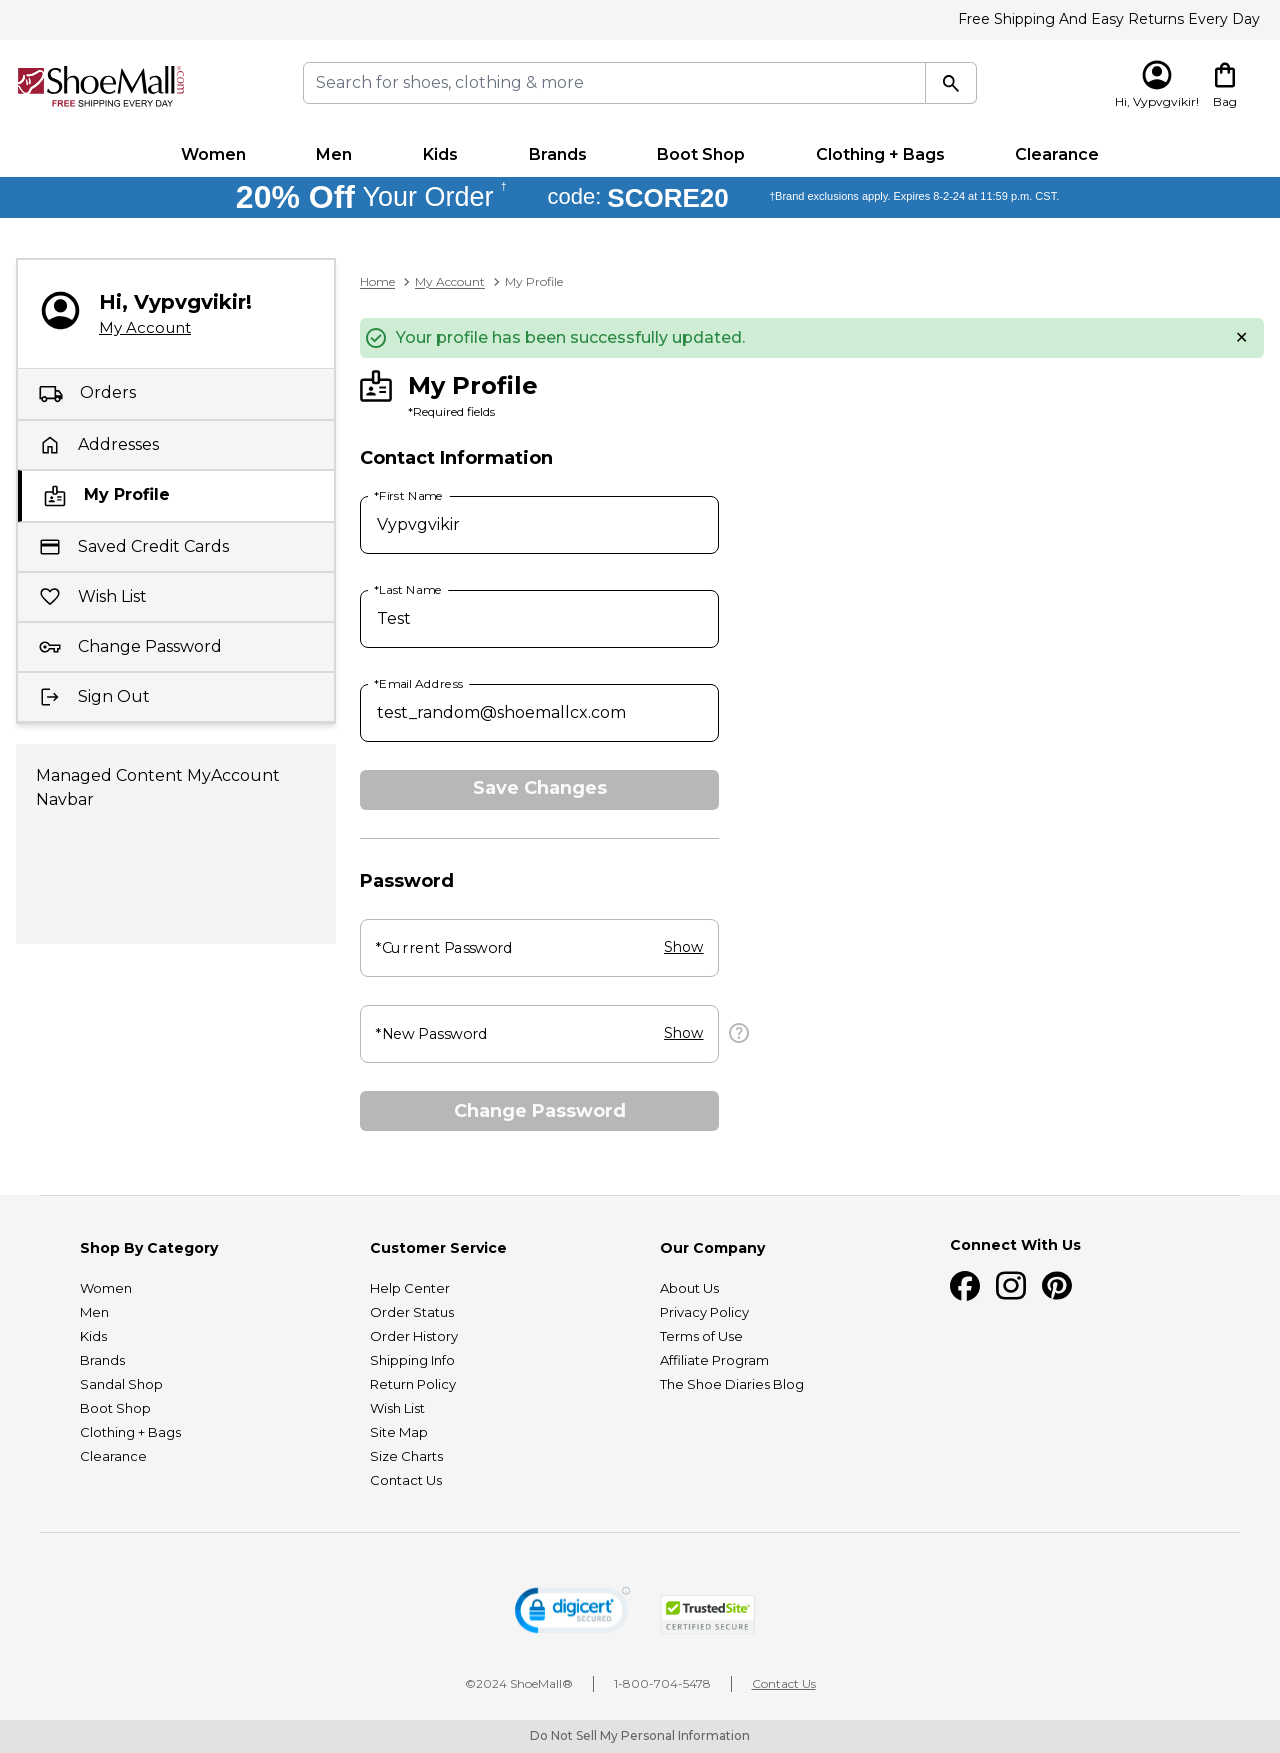 Free Shipping And Easy Returns Every Day
ShoeMall®.com
FREE SHIPPING EVERY DAY
Search for shoes, clothing & more
Hi, Vypvgvikir!
Bag
Women Men Kids Brands Boot Shop Clothing + Bags Clearance
20% Off Your Order † code: SCORE20 †Brand exclusions apply. Expires 8-2-24 at 11:59 p.m. CST.
Hi, Vypvgvikir!
My Account
Orders
Addresses
My Profile
Saved Credit Cards
Wish List
Change Password
Sign Out
Managed Content MyAccount
Navbar
Home My Account My Profile
Your profile has been successfully updated. ✕
My Profile
*Required fields
Contact Information
*First Name
Vypvgvikir
*Last Name
Test
*Email Address
test_random@shoemallcx.com
Save Changes
Password
*Current Password Show
*New Password Show ?
Change Password
Shop By Category
Women
Men
Kids
Brands
Sandal Shop
Boot Shop
Clothing + Bags
Clearance
Customer Service
Help Center
Order Status
Order History
Shipping Info
Return Policy
Wish List
Site Map
Size Charts
Contact Us
Our Company
About Us
Privacy Policy
Terms of Use
Affiliate Program
The Shoe Diaries Blog
Connect With Us
digicert
SECURED
TrustedSite
CERTIFIED SECURE
©2024 ShoeMall® 1-800-704-5478 Contact Us
Do Not Sell My Personal Information